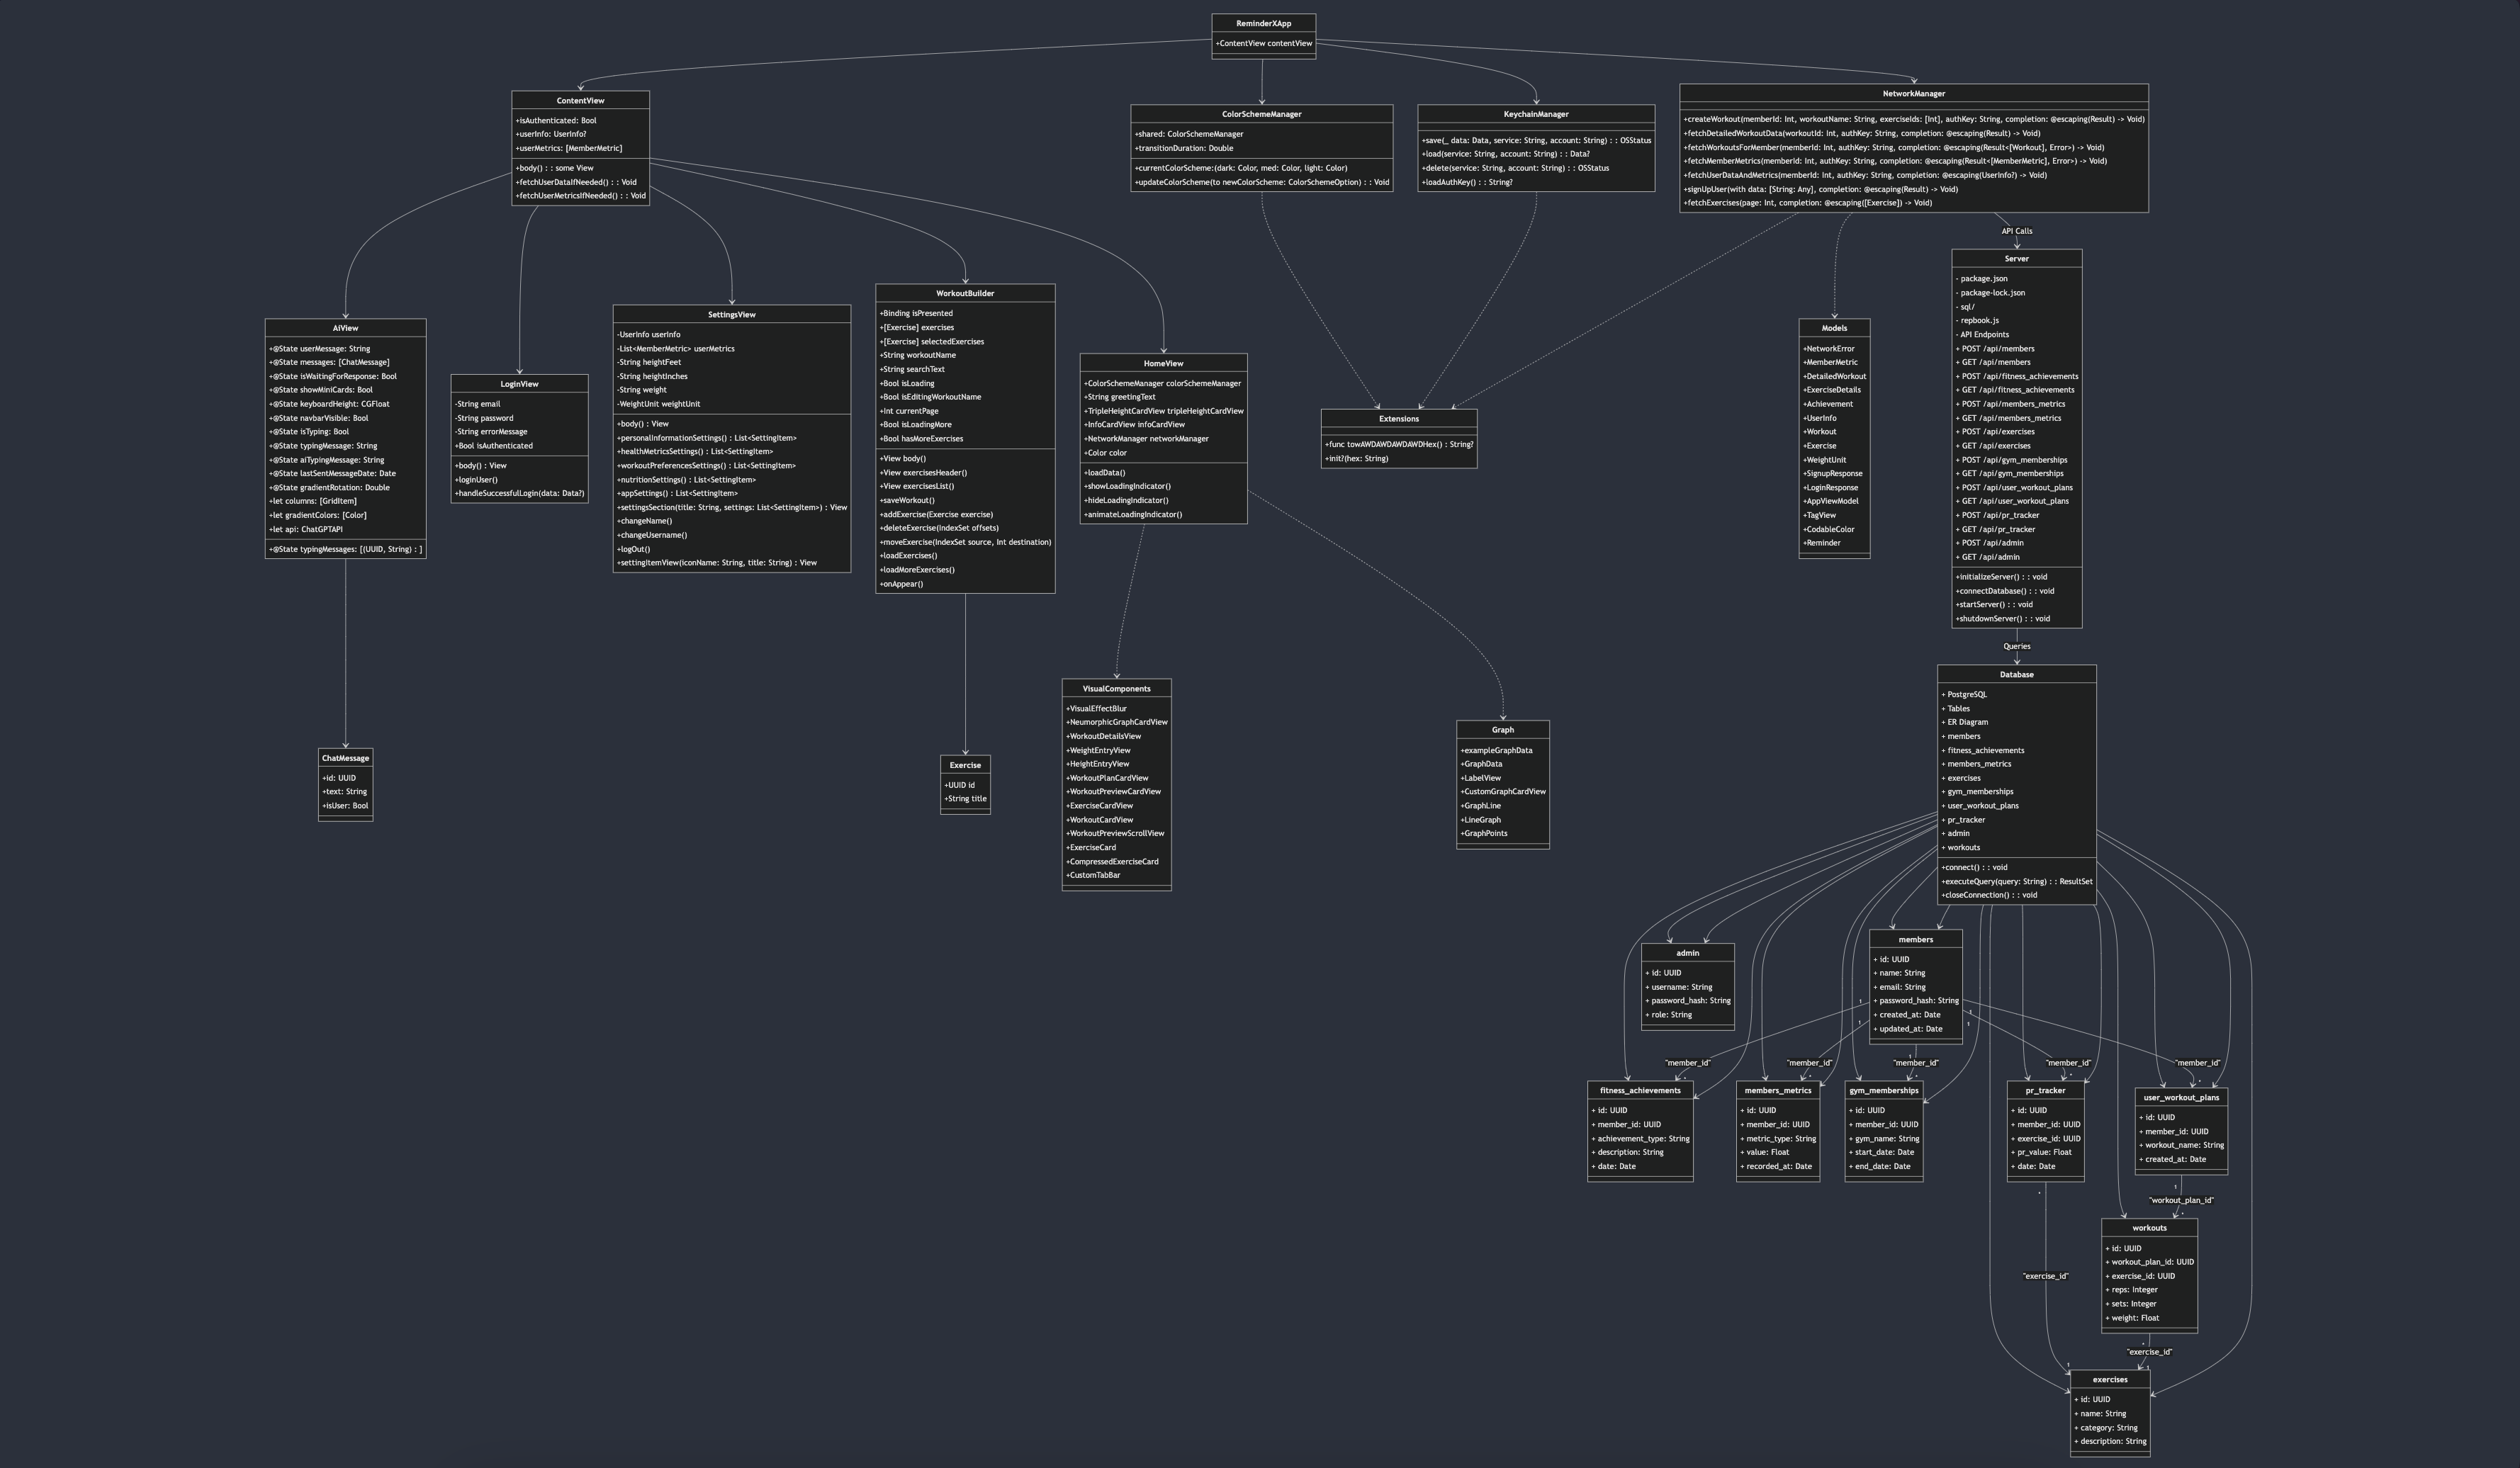 ReminderXApp
+ContentView contentView
ContentView
+isAuthenticated: Bool
+userInfo: UserInfo?
+userMetrics: [MemberMetric]
+body() : : some View
+fetchUserDataIfNeeded() : : Void
+fetchUserMetricsIfNeeded() : : Void
ColorSchemeManager
+shared: ColorSchemeManager
+transitionDuration: Double
+currentColorScheme:(dark: Color, med: Color, light: Color)
+updateColorScheme(to newColorScheme: ColorSchemeOption) : : Void
KeychainManager
+save(_ data: Data, service: String, account: String) : : OSStatus
+load(service: String, account: String) : : Data?
+delete(service: String, account: String) : : OSStatus
+loadAuthKey() : : String?
NetworkManager
+createWorkout(memberId: Int, workoutName: String, exerciseIds: [Int], authKey: String, completion: @escaping(Result) -> Void)
+fetchDetailedWorkoutData(workoutId: Int, authKey: String, completion: @escaping(Result) -> Void)
+fetchWorkoutsForMember(memberId: Int, authKey: String, completion: @escaping(Result<[Workout], Error>) -> Void)
+fetchMemberMetrics(memberId: Int, authKey: String, completion: @escaping(Result<[MemberMetric], Error>) -> Void)
+fetchUserDataAndMetrics(memberId: Int, authKey: String, completion: @escaping(UserInfo?) -> Void)
+signUpUser(with data: [String: Any], completion: @escaping(Result) -> Void)
+fetchExercises(page: Int, completion: @escaping([Exercise]) -> Void)
API Calls
AiView
+@State userMessage: String
+@State messages: [ChatMessage]
+@State isWaitingForResponse: Bool
+@State showMiniCards: Bool
+@State keyboardHeight: CGFloat
+@State navbarVisible: Bool
+@State isTyping: Bool
+@State typingMessage: String
+@State aiTypingMessage: String
+@State lastSentMessageDate: Date
+@State gradientRotation: Double
+let columns: [GridItem]
+let gradientColors: [Color]
+let api: ChatGPTAPI
+@State typingMessages: [(UUID, String) : ]
LoginView
-String email
-String password
-String errorMessage
+Bool isAuthenticated
+body() : View
+loginUser()
+handleSuccessfulLogin(data: Data?)
SettingsView
-UserInfo userInfo
-List<MemberMetric> userMetrics
-String heightFeet
-String heightInches
-String weight
-WeightUnit weightUnit
+body() : View
+personalInformationSettings() : List<SettingItem>
+healthMetricsSettings() : List<SettingItem>
+workoutPreferencesSettings() : List<SettingItem>
+nutritionSettings() : List<SettingItem>
+appSettings() : List<SettingItem>
+settingsSection(title: String, settings: List<SettingItem>) : View
+changeName()
+changeUsername()
+logOut()
+settingItemView(iconName: String, title: String) : View
WorkoutBuilder
+Binding isPresented
+[Exercise] exercises
+[Exercise] selectedExercises
+String workoutName
+String searchText
+Bool isLoading
+Bool isEditingWorkoutName
+Int currentPage
+Bool isLoadingMore
+Bool hasMoreExercises
+View body()
+View exercisesHeader()
+View exercisesList()
+saveWorkout()
+addExercise(Exercise exercise)
+deleteExercise(IndexSet offsets)
+moveExercise(IndexSet source, Int destination)
+loadExercises()
+loadMoreExercises()
+onAppear()
HomeView
+ColorSchemeManager colorSchemeManager
+String greetingText
+TripleHeightCardView tripleHeightCardView
+InfoCardView infoCardView
+NetworkManager networkManager
+Color color
+loadData()
+showLoadingIndicator()
+hideLoadingIndicator()
+animateLoadingIndicator()
Extensions
+func towAWDAWDAWDAWDHex() : String?
+init?(hex: String)
Models
+NetworkError
+MemberMetric
+DetailedWorkout
+ExerciseDetails
+Achievement
+UserInfo
+Workout
+Exercise
+WeightUnit
+SignupResponse
+LoginResponse
+AppViewModel
+TagView
+CodableColor
+Reminder
Server
- package.json
- package-lock.json
- sql/
- repbook.js
- API Endpoints
+ POST /api/members
+ GET /api/members
+ POST /api/fitness_achievements
+ GET /api/fitness_achievements
+ POST /api/members_metrics
+ GET /api/members_metrics
+ POST /api/exercises
+ GET /api/exercises
+ POST /api/gym_memberships
+ GET /api/gym_memberships
+ POST /api/user_workout_plans
+ GET /api/user_workout_plans
+ POST /api/pr_tracker
+ GET /api/pr_tracker
+ POST /api/admin
+ GET /api/admin
+initializeServer() : : void
+connectDatabase() : : void
+startServer() : : void
+shutdownServer() : : void
Queries
ChatMessage
+id: UUID
+text: String
+isUser: Bool
Exercise
+UUID id
+String title
VisualComponents
+VisualEffectBlur
+NeumorphicGraphCardView
+WorkoutDetailsView
+WeightEntryView
+HeightEntryView
+WorkoutPlanCardView
+WorkoutPreviewCardView
+ExerciseCardView
+WorkoutCardView
+WorkoutPreviewScrollView
+ExerciseCard
+CompressedExerciseCard
+CustomTabBar
Graph
+exampleGraphData
+GraphData
+LabelView
+CustomGraphCardView
+GraphLine
+LineGraph
+GraphPoints
Database
+ PostgreSQL
+ Tables
+ ER Diagram
+ members
+ fitness_achievements
+ members_metrics
+ exercises
+ gym_memberships
+ user_workout_plans
+ pr_tracker
+ admin
+ workouts
+connect() : : void
+executeQuery(query: String) : : ResultSet
+closeConnection() : : void
admin
+ id: UUID
+ username: String
+ password_hash: String
+ role: String
members
+ id: UUID
+ name: String
+ email: String
+ password_hash: String
+ created_at: Date
+ updated_at: Date
1
1
1
1
1
"member_id"
"member_id"
"member_id"
"member_id"
"member_id"
*
*
*
*
*
fitness_achievements
+ id: UUID
+ member_id: UUID
+ achievement_type: String
+ description: String
+ date: Date
members_metrics
+ id: UUID
+ member_id: UUID
+ metric_type: String
+ value: Float
+ recorded_at: Date
gym_memberships
+ id: UUID
+ member_id: UUID
+ gym_name: String
+ start_date: Date
+ end_date: Date
pr_tracker
+ id: UUID
+ member_id: UUID
+ exercise_id: UUID
+ pr_value: Float
+ date: Date
user_workout_plans
+ id: UUID
+ member_id: UUID
+ workout_name: String
+ created_at: Date
*
1
"workout_plan_id"
*
workouts
+ id: UUID
+ workout_plan_id: UUID
+ exercise_id: UUID
+ reps: Integer
+ sets: Integer
+ weight: Float
"exercise_id"
*
"exercise_id"
1
1
exercises
+ id: UUID
+ name: String
+ category: String
+ description: String